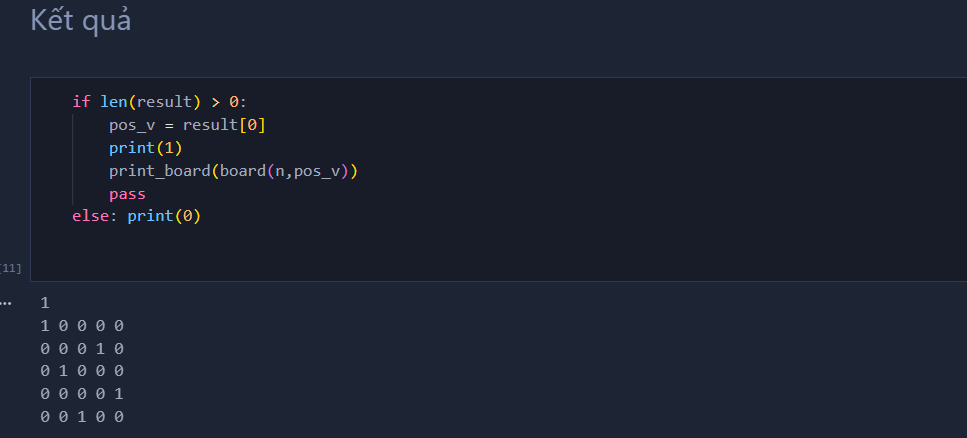 Kết quả
if len(result) > 0:
    pos_v = result[0]
    print(1)
    print_board(board(n,pos_v))
    pass
else: print(0)
[11]
...
1
1 0 0 0 0
0 0 0 1 0
0 1 0 0 0
0 0 0 0 1
0 0 1 0 0